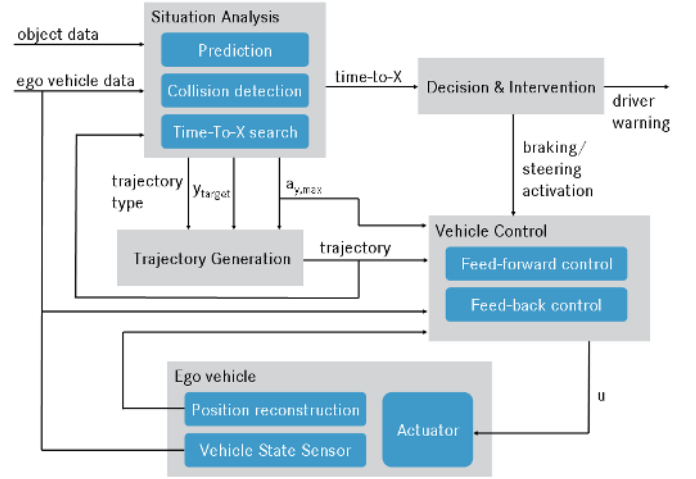 Situation Analysis
object data
Prediction
ego vehicle data
Collision detection
time-to-X
Decision & Intervention
driver
warning
Time-To-X search
braking/
steering
activation
trajectory
type
y_target
a_y,max
Vehicle Control
Trajectory Generation
trajectory
Feed-forward control
Feed-back control
Ego vehicle
Position reconstruction
Vehicle State Sensor
Actuator
u